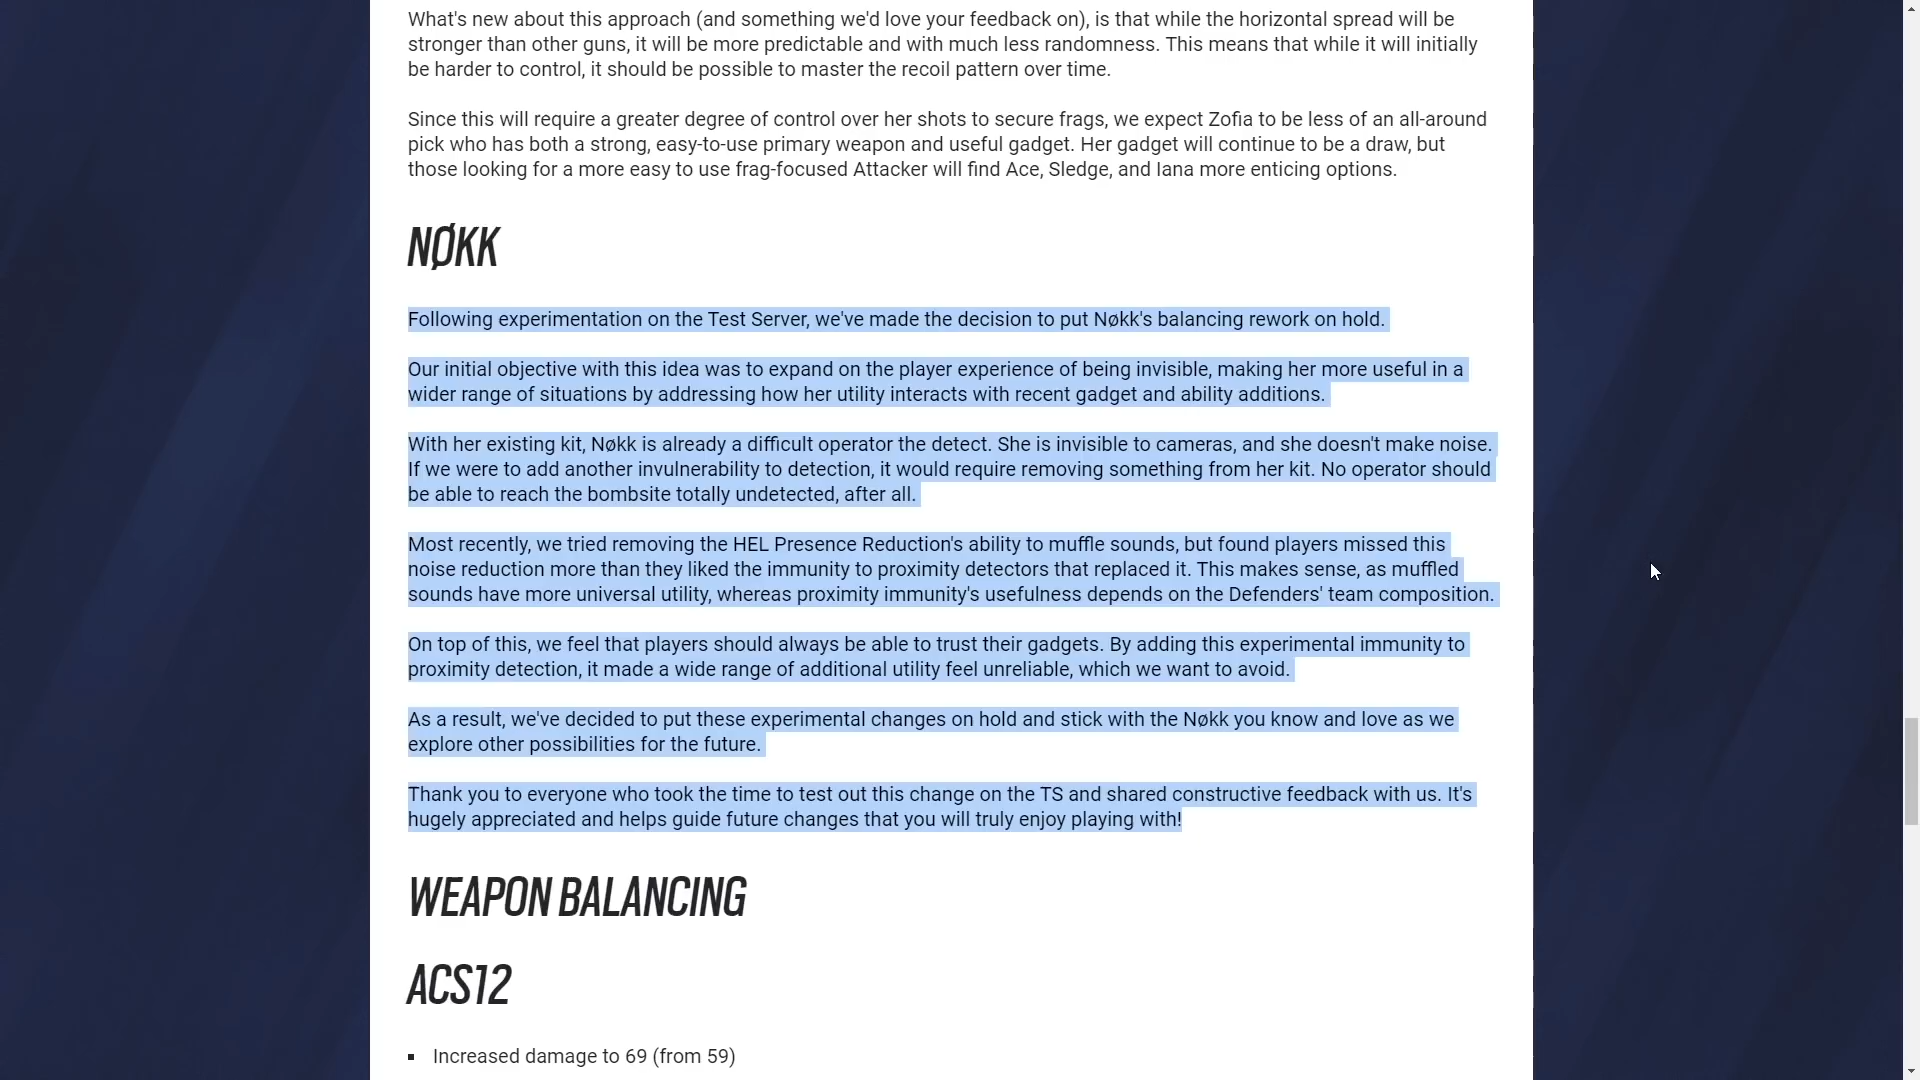 What's new about this approach (and something we'd love your feedback on), is that while the horizontal spread will be
stronger than other guns, it will be more predictable and with much less randomness. This means that while it will initially
be harder to control, it should be possible to master the recoil pattern over time.
Since this will require a greater degree of control over her shots to secure frags, we expect Zofia to be less of an all-around
pick who has both a strong, easy-to-use primary weapon and useful gadget. Her gadget will continue to be a draw, but
those looking for a more easy to use frag-focused Attacker will find Ace, Sledge, and Iana more enticing options.
NØKK
Following experimentation on the Test Server, we've made the decision to put Nøkk's balancing rework on hold.
Our initial objective with this idea was to expand on the player experience of being invisible, making her more useful in a
wider range of situations by addressing how her utility interacts with recent gadget and ability additions.
With her existing kit, Nøkk is already a difficult operator the detect. She is invisible to cameras, and she doesn't make noise.
If we were to add another invulnerability to detection, it would require removing something from her kit. No operator should
be able to reach the bombsite totally undetected, after all.
Most recently, we tried removing the HEL Presence Reduction's ability to muffle sounds, but found players missed this
noise reduction more than they liked the immunity to proximity detectors that replaced it. This makes sense, as muffled
sounds have more universal utility, whereas proximity immunity's usefulness depends on the Defenders' team composition.
On top of this, we feel that players should always be able to trust their gadgets. By adding this experimental immunity to
proximity detection, it made a wide range of additional utility feel unreliable, which we want to avoid.
As a result, we've decided to put these experimental changes on hold and stick with the Nøkk you know and love as we
explore other possibilities for the future.
Thank you to everyone who took the time to test out this change on the TS and shared constructive feedback with us. It's
hugely appreciated and helps guide future changes that you will truly enjoy playing with!
WEAPON BALANCING
ACS12
▪ Increased damage to 69 (from 59)